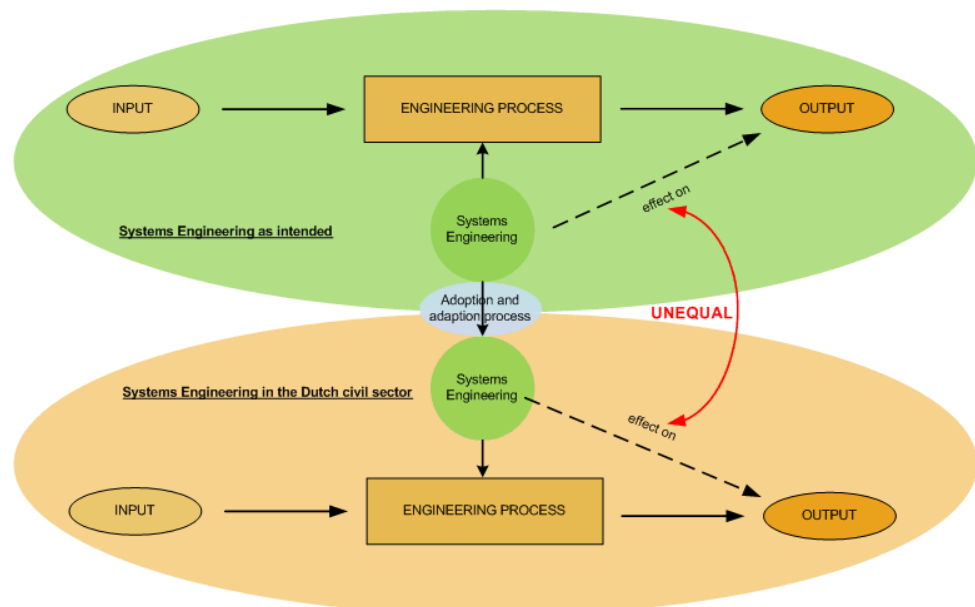 INPUT
ENGINEERING PROCESS
OUTPUT
effect on
Systems Engineering as intended
Systems
Engineering
Adoption and
adaption process
UNEQUAL
Systems Engineering in the Dutch civil sector
Systems
Engineering
effect on
INPUT
ENGINEERING PROCESS
OUTPUT